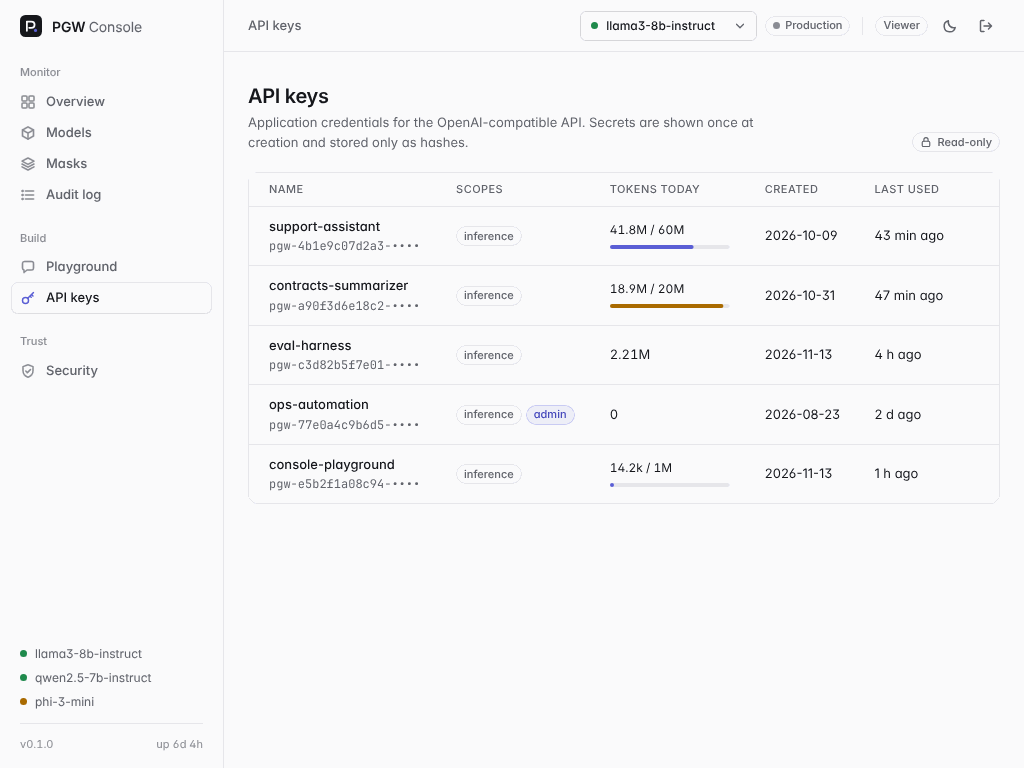 PGW Console
Monitor
Overview
Models
Masks
Audit log
Build
Playground
API keys
Trust
Security
llama3-8b-instruct
qwen2.5-7b-instruct
phi-3-mini
v0.1.0 up 6d 4h
API keys llama3-8b-instruct Production Viewer
API keys
Application credentials for the OpenAI-compatible API. Secrets are shown once at
creation and stored only as hashes.
Read-only
NAME SCOPES TOKENS TODAY CREATED LAST USED
support-assistant
pgw-4b1e9c07d2a3-•••• inference 41.8M / 60M 2026-10-09 43 min ago
contracts-summarizer
pgw-a90f3d6e18c2-•••• inference 18.9M / 20M 2026-10-31 47 min ago
eval-harness
pgw-c3d82b5f7e01-•••• inference 2.21M 2026-11-13 4 h ago
ops-automation
pgw-77e0a4c9b6d5-•••• inference admin 0 2026-08-23 2 d ago
console-playground
pgw-e5b2f1a08c94-•••• inference 14.2k / 1M 2026-11-13 1 h ago